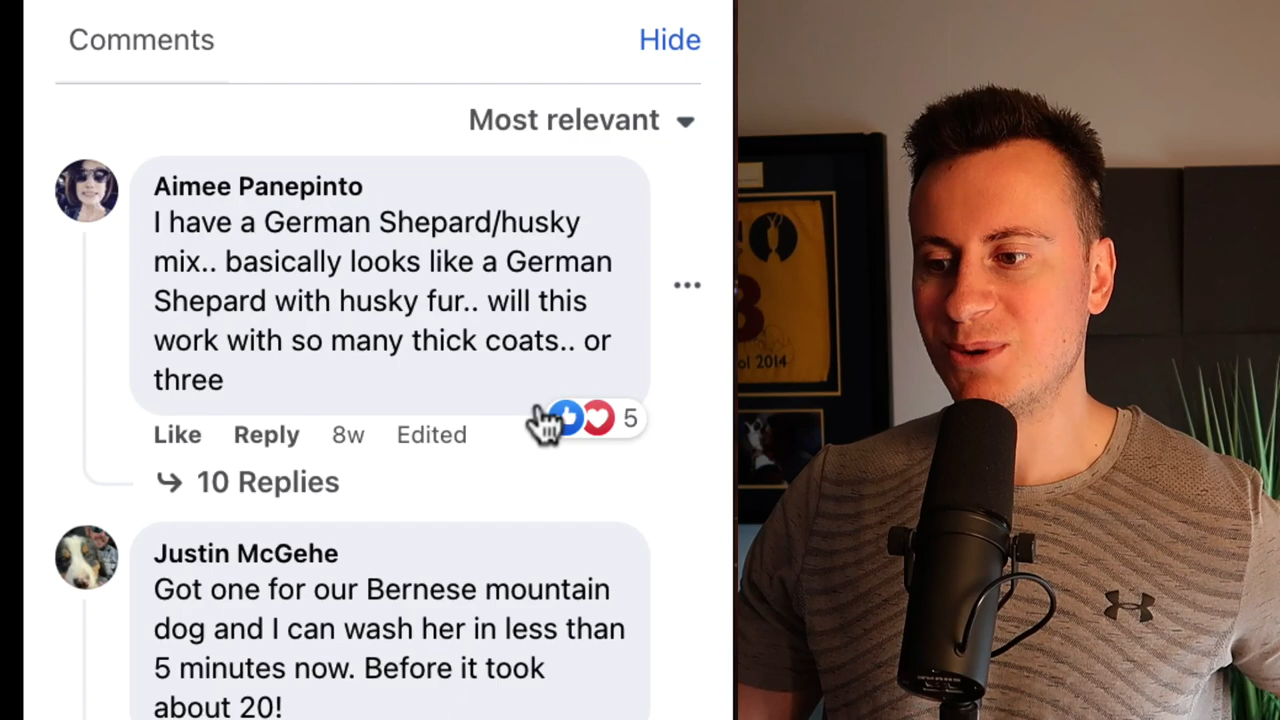 Comments
Hide
Most relevant
Aimee Panepinto
I have a German Shepard/husky
mix.. basically looks like a German
Shepard with husky fur.. will this
work with so many thick coats.. or
three
5
Like Reply 8w Edited
10 Replies
Justin McGehe
Got one for our Bernese mountain
dog and I can wash her in less than
5 minutes now. Before it took
about 20!
8
2014